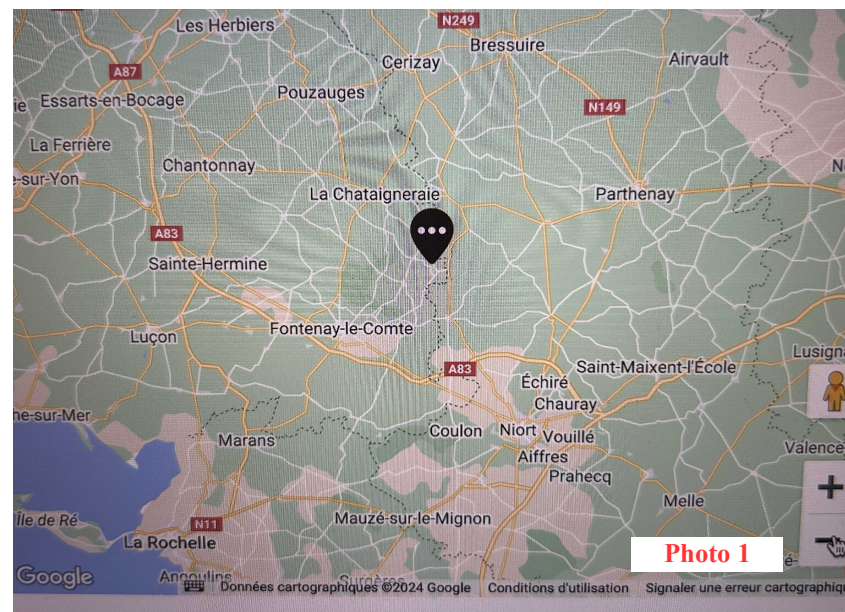 Les Herbiers
N249
Bressuire
Cerizay
Airvault
A87
Pouzauges
Essarts-en-Bocage
N149
La Ferrière
Chantonnay
e-sur-Yon
La Chataigneraie
Parthenay
A83
Sainte-Hermine
Fontenay-le-Comte
Luçon
A83
Saint-Maixent-l'École
Lusign
Échiré
Chauray
he-sur-Mer
Marans
Coulon
Niort
Vouillé
Aiffres
Valence
Prahecq
Melle
Île de Ré
N11
Mauzé-sur-le-Mignon
La Rochelle
Photo 1
Google
Angoulins
Surgères
Données cartographiques ©2024 Google
Conditions d'utilisation
Signaler une erreur cartographiqu